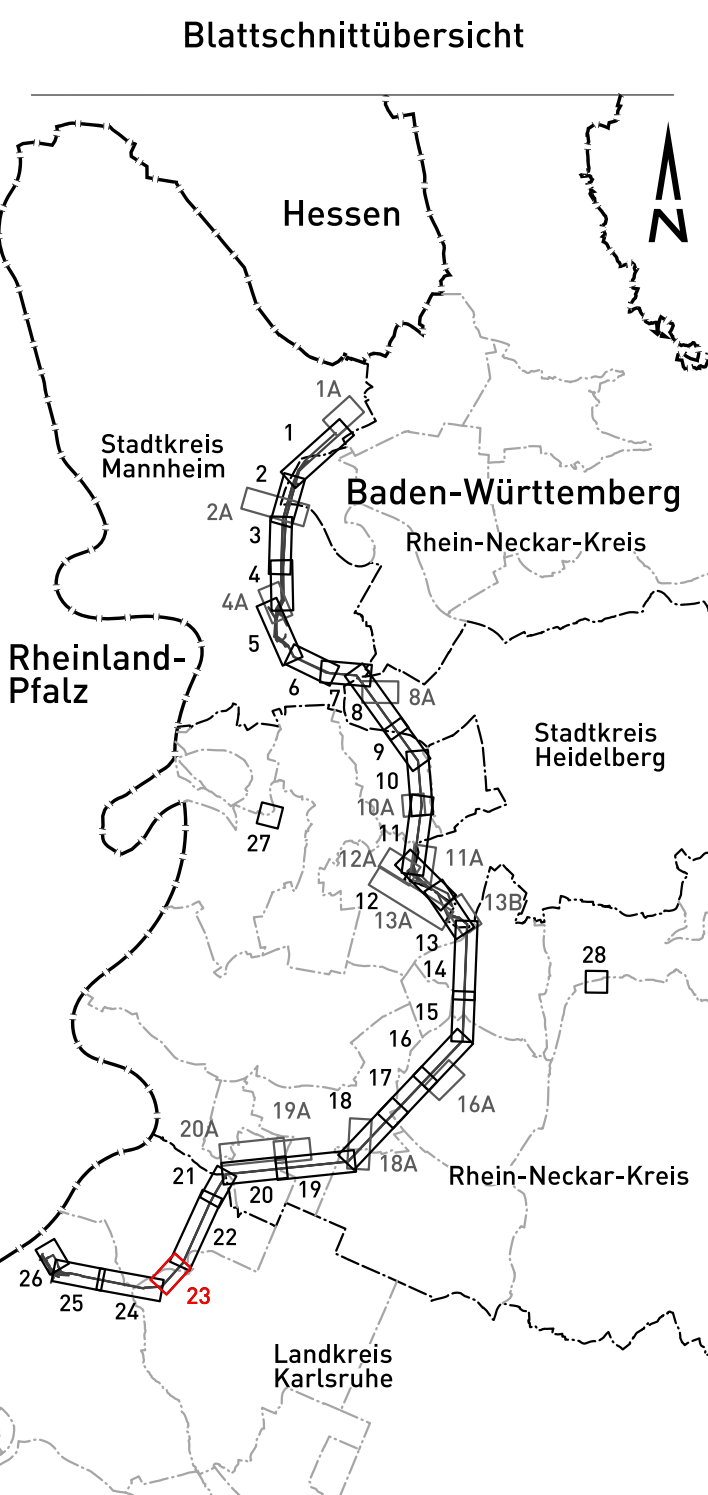 Blattschnittübersicht
Hessen
N
1A
1
Stadtkreis
Mannheim
2
2A
Baden-Württemberg
3
Rhein-Neckar-Kreis
4
4A
5
Rheinland-
Pfalz
6
7
8A
8
Stadtkreis
Heidelberg
9
10
10A
27
11
12A
11A
12
13B
13A
13
28
14
15
16
17
18
16A
19A
20A
18A
21
20
19
Rhein-Neckar-Kreis
22
26
25
24
23
Landkreis
Karlsruhe